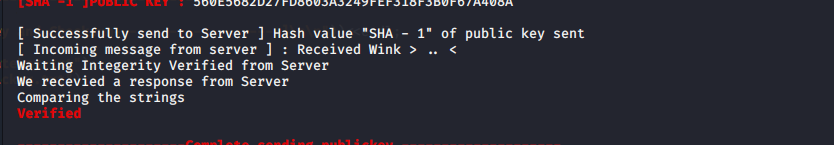 [SHA -1 ]PUBLIC KEY : 560E5682D27FD8603A3249FEF318F3B0F67A408A
[ Successfully send to Server ] Hash value "SHA - 1" of public key sent
[ Incoming message from server ] : Received Wink > .. <
Waiting Integerity Verified from Server
We recevied a response from Server
Comparing the strings
Verified
----------------------Complete sending publickey ---------------------